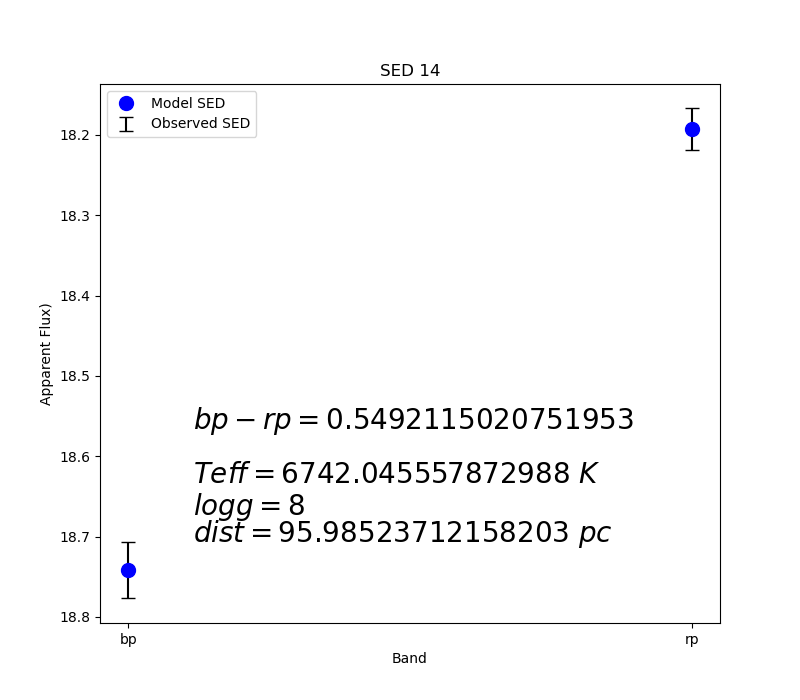 SED 14
Model SED
Observed SED
18.2
18.3
18.4
18.5
18.6
18.7
18.8
Apparent Flux)
bp − rp = 0.5492115020751953
Teff = 6742.045557872988 K
logg = 8
dist = 95.98523712158203 pc
bp
rp
Band